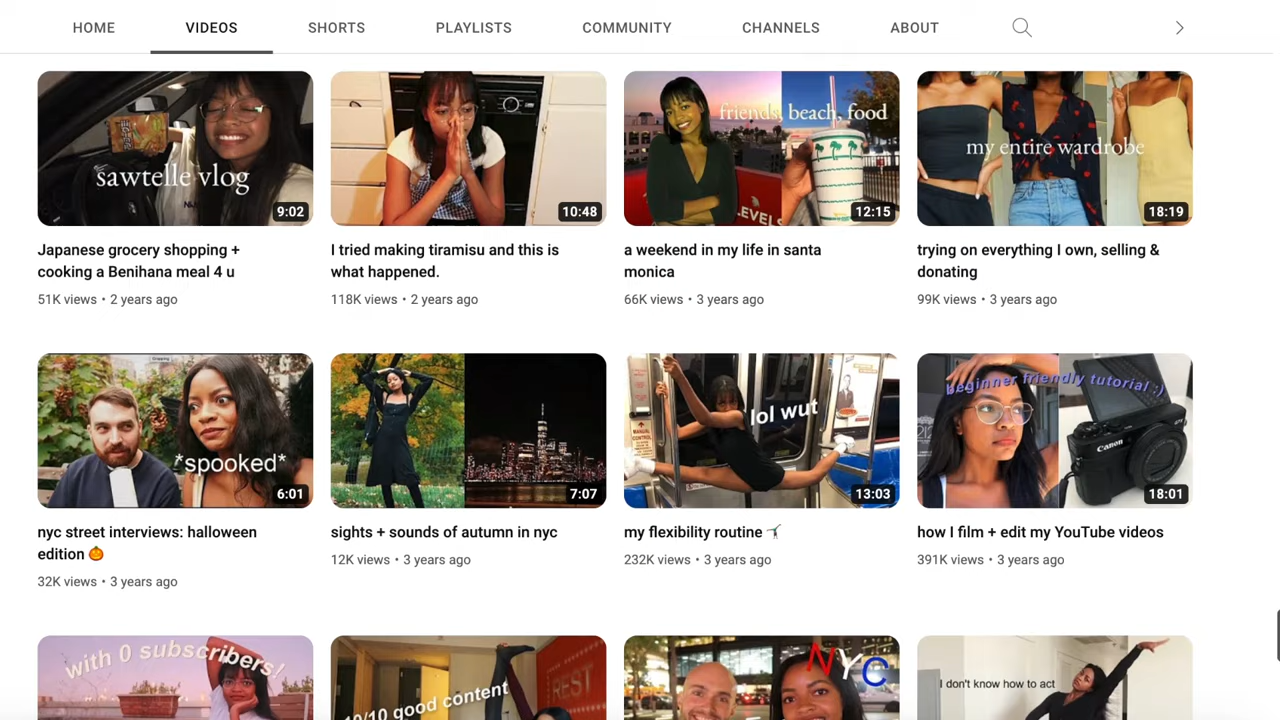 HOME VIDEOS SHORTS PLAYLISTS COMMUNITY CHANNELS ABOUT
sawtelle vlog
9:02
10:48
friends, beach, food
LEVELS
12:15
my entire wardrobe
18:19
Japanese grocery shopping +
cooking a Benihana meal 4 u
51K views • 2 years ago
I tried making tiramisu and this is
what happened.
118K views • 2 years ago
a weekend in my life in santa
monica
66K views • 3 years ago
trying on everything I own, selling &
donating
99K views • 3 years ago
*spooked*
6:01
7:07
MANUAL
CONTROL
lol wut
13:03
beginner friendly tutorial :)
Canon
18:01
nyc street interviews: halloween
edition 🎃
32K views • 3 years ago
sights + sounds of autumn in nyc
12K views • 3 years ago
my flexibility routine 🤸
232K views • 3 years ago
how I film + edit my YouTube videos
391K views • 3 years ago
with 0 subscribers!
10/10 good content
REST
NYC
I don't know how to act